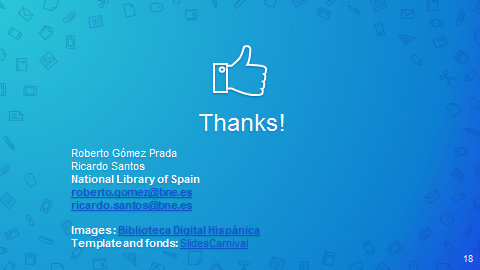 Thanks!
Roberto Gómez Prada
Ricardo Santos
National Library of Spain
roberto.gomez@bne.es
ricardo.santos@bne.es
Images: Biblioteca Digital Hispánica
Template and fonds: SlidesCarnival
18